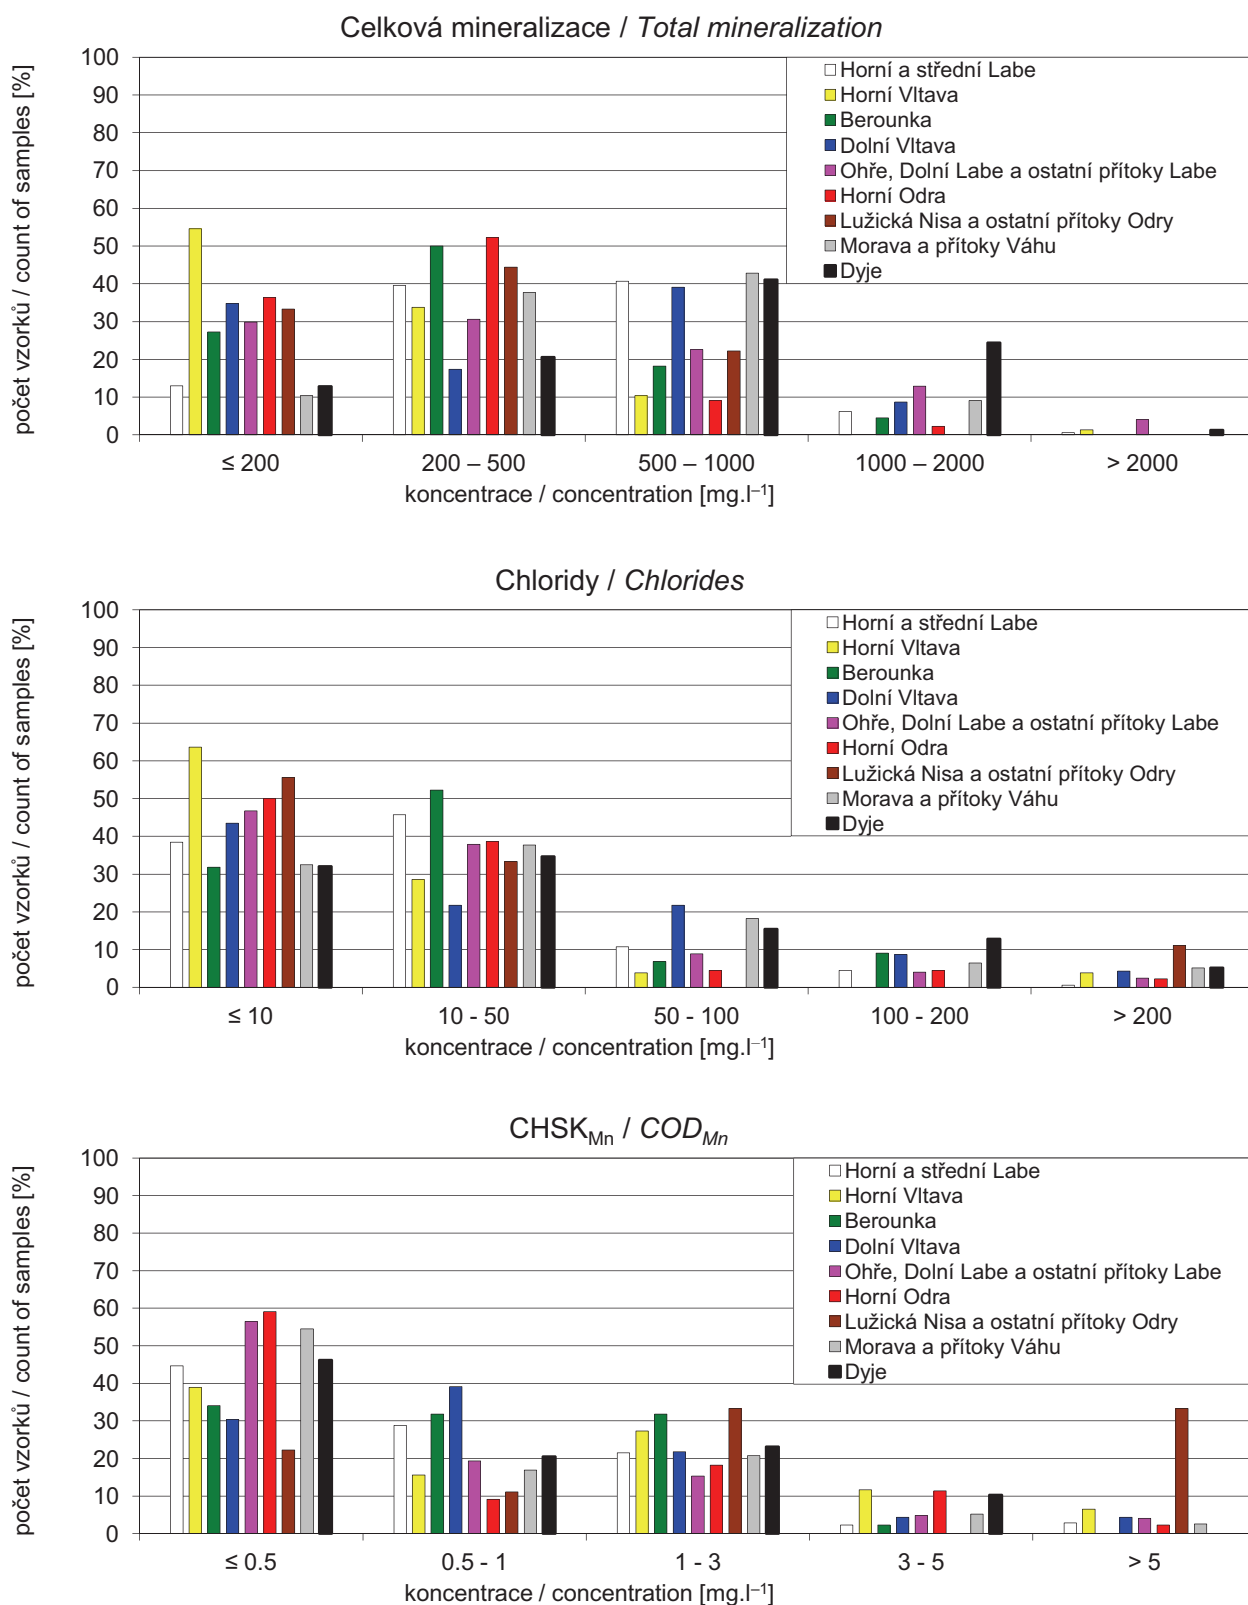 Celková mineralizace / Total mineralization
počet vzorků / count of samples [%]
100
90
80
70
60
50
40
30
20
10
0
Horní a střední Labe
Horní Vltava
Berounka
Dolní Vltava
Ohře, Dolní Labe a ostatní přítoky Labe
Horní Odra
Lužická Nisa a ostatní přítoky Odry
Morava a přítoky Váhu
Dyje
≤ 200 200 – 500 500 – 1000 1000 – 2000 > 2000
koncentrace / concentration [mg.l⁻¹]
Chloridy / Chlorides
počet vzorků / count of samples [%]
100
90
80
70
60
50
40
30
20
10
0
Horní a střední Labe
Horní Vltava
Berounka
Dolní Vltava
Ohře, Dolní Labe a ostatní přítoky Labe
Horní Odra
Lužická Nisa a ostatní přítoky Odry
Morava a přítoky Váhu
Dyje
≤ 10 10 - 50 50 - 100 100 - 200 > 200
koncentrace / concentration [mg.l⁻¹]
CHSK_Mn / COD_Mn
počet vzorků / count of samples [%]
100
90
80
70
60
50
40
30
20
10
0
Horní a střední Labe
Horní Vltava
Berounka
Dolní Vltava
Ohře, Dolní Labe a ostatní přítoky Labe
Horní Odra
Lužická Nisa a ostatní přítoky Odry
Morava a přítoky Váhu
Dyje
≤ 0.5 0.5 - 1 1 - 3 3 - 5 > 5
koncentrace / concentration [mg.l⁻¹]